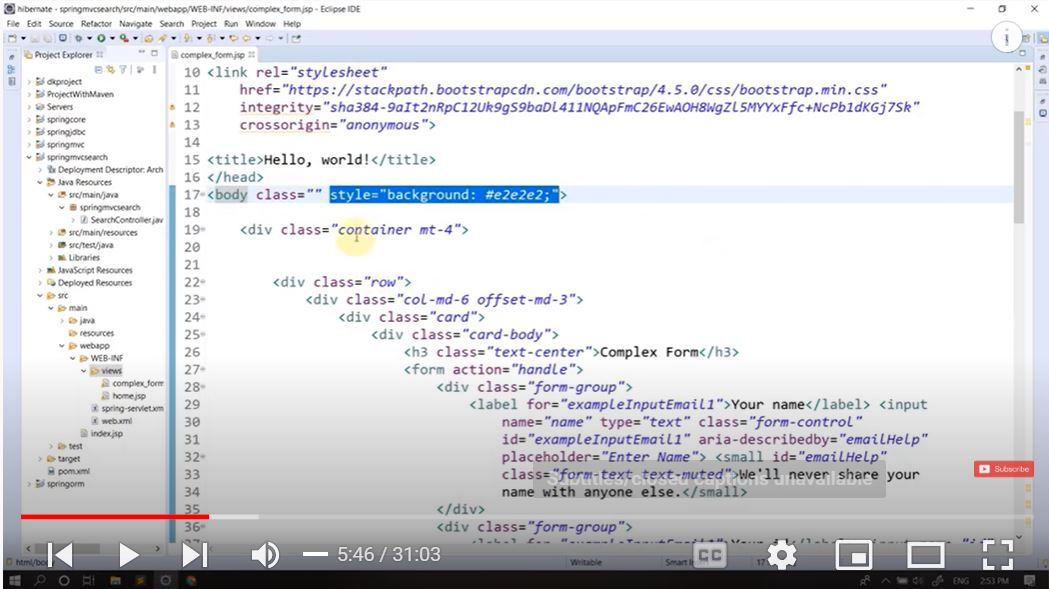 hibernate - springmvcsearch/src/main/webapp/WEB-INF/views/complex_form.jsp - Eclipse IDE
File Edit Source Refactor Navigate Search Project Run Window Help
Project Explorer
complex_form.jsp
dkproject
ProjectWithMaven
Servers
springcore
springjdbc
springmvc
springmvcsearch
Deployment Descriptor: Arch
Java Resources
src/main/java
springmvcsearch
SearchController.jav
src/main/resources
src/test/java
Libraries
JavaScript Resources
Deployed Resources
src
main
java
resources
webapp
WEB-INF
views
complex_form
home.jsp
spring-servlet.xm
web.xml
index.jsp
test
target
pom.xml
springorm
10 <link rel="stylesheet"
11 href="https://stackpath.bootstrapcdn.com/bootstrap/4.5.0/css/bootstrap.min.css"
12 integrity="sha384-9aIt2nRpC12Uk9gS9baDl411NQApFmC26EwAOH8WgZl5MYYxFfc+NcPb1dKGj7Sk"
13 crossorigin="anonymous">
14
15 <title>Hello, world!</title>
16 </head>
17 <body class="" style="background: #e2e2e2;">
18
19 <div class="container mt-4">
20
21
22 <div class="row">
23 <div class="col-md-6 offset-md-3">
24 <div class="card">
25 <div class="card-body">
26 <h3 class="text-center">Complex Form</h3>
27 <form action="handle">
28 <div class="form-group">
29 <label for="exampleInputEmail1">Your name</label> <input
30 name="name" type="text" class="form-control"
31 id="exampleInputEmail1" aria-describedby="emailHelp"
32 placeholder="Enter Name"> <small id="emailHelp"
33 class="form-text text-muted">We'll never share your
34 name with anyone else.</small>
35 </div>
36 <div class="form-group">
Subtitles/closed captions unavailable
Subscribe
5:46 / 31:03
CC
html/body
Writable
Smart In
17
ENG 2:53 PM